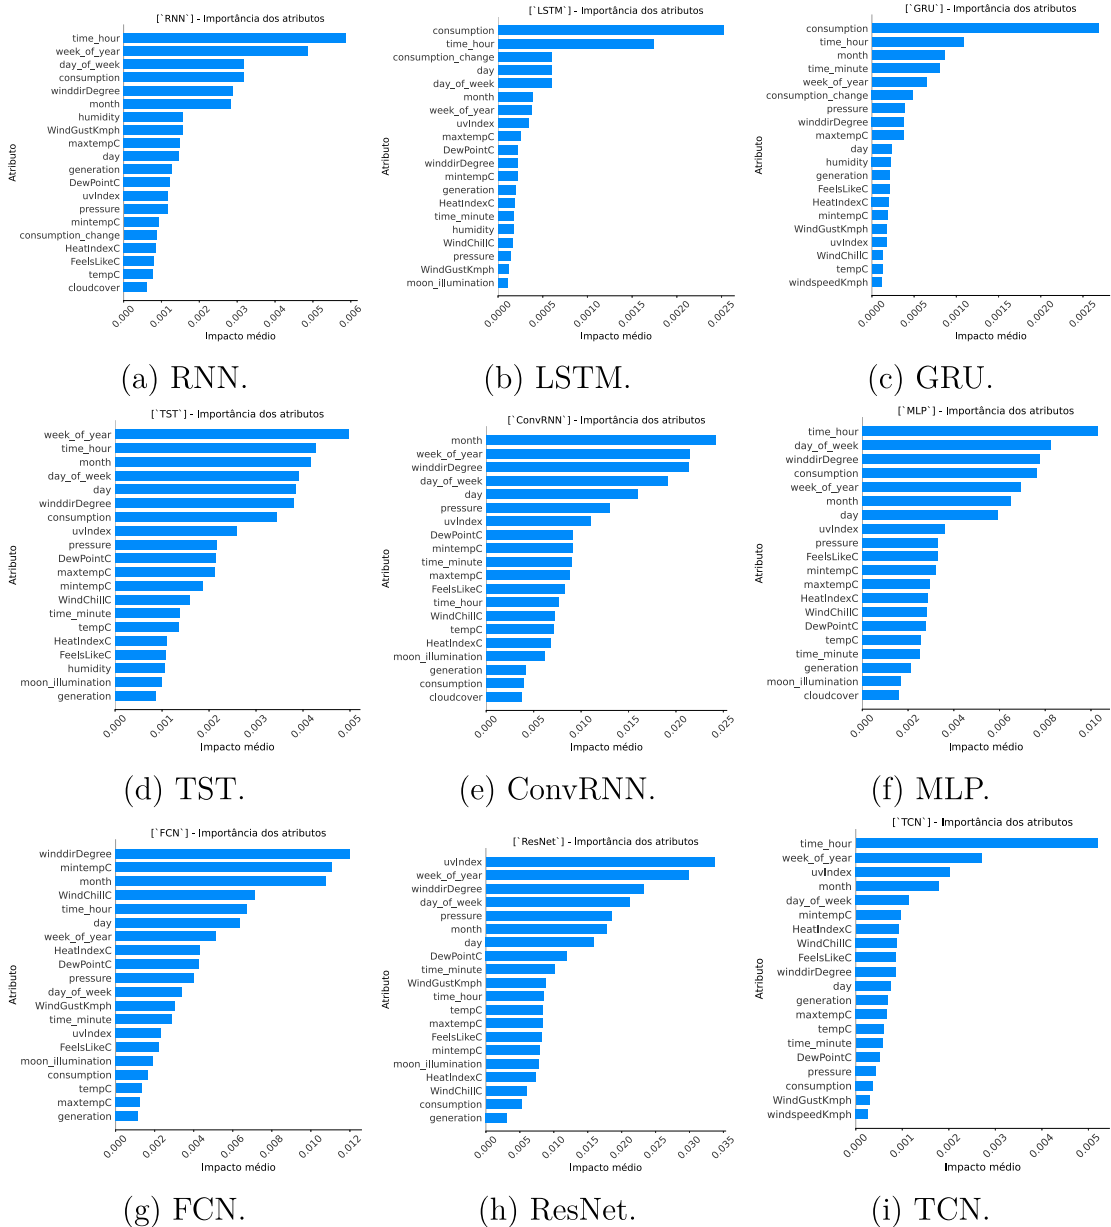 [`RNN`] - Importância dos atributos
time_hour
week_of_year
day_of_week
consumption
winddirDegree
month
humidity
WindGustKmph
maxtempC
day
generation
DewPointC
uvIndex
pressure
mintempC
consumption_change
HeatIndexC
FeelsLikeC
tempC
cloudcover
Atributo
0.000 0.001 0.002 0.003 0.004 0.005 0.006
Impacto médio
(a) RNN.
[`LSTM`] - Importância dos atributos
consumption
time_hour
consumption_change
day
day_of_week
month
week_of_year
uvIndex
maxtempC
DewPointC
winddirDegree
mintempC
generation
HeatIndexC
time_minute
humidity
WindChillC
pressure
WindGustKmph
moon_illumination
Atributo
0.0000 0.0005 0.0010 0.0015 0.0020 0.0025
Impacto médio
(b) LSTM.
[`GRU`] - Importância dos atributos
consumption
time_hour
month
time_minute
week_of_year
consumption_change
pressure
winddirDegree
maxtempC
day
humidity
generation
FeelsLikeC
HeatIndexC
mintempC
WindGustKmph
uvIndex
WindChillC
tempC
windspeedKmph
Atributo
0.0000 0.0005 0.0010 0.0015 0.0020 0.0025
Impacto médio
(c) GRU.
[`TST`] - Importância dos atributos
week_of_year
time_hour
month
day_of_week
day
winddirDegree
consumption
uvIndex
pressure
DewPointC
maxtempC
mintempC
WindChillC
time_minute
tempC
HeatIndexC
FeelsLikeC
humidity
moon_illumination
generation
Atributo
0.000 0.001 0.002 0.003 0.004 0.005
Impacto médio
(d) TST.
[`ConvRNN`] - Importância dos atributos
month
week_of_year
winddirDegree
day_of_week
day
pressure
uvIndex
DewPointC
mintempC
time_minute
maxtempC
FeelsLikeC
time_hour
WindChillC
tempC
HeatIndexC
moon_illumination
generation
consumption
cloudcover
Atributo
0.000 0.005 0.010 0.015 0.020 0.025
Impacto médio
(e) ConvRNN.
[`MLP`] - Importância dos atributos
time_hour
day_of_week
winddirDegree
consumption
week_of_year
month
day
uvIndex
pressure
FeelsLikeC
mintempC
maxtempC
HeatIndexC
WindChillC
DewPointC
tempC
time_minute
generation
moon_illumination
cloudcover
Atributo
0.000 0.002 0.004 0.006 0.008 0.010
Impacto médio
(f) MLP.
[`FCN`] - Importância dos atributos
winddirDegree
mintempC
month
WindChillC
time_hour
day
week_of_year
HeatIndexC
DewPointC
pressure
day_of_week
WindGustKmph
time_minute
uvIndex
FeelsLikeC
moon_illumination
consumption
tempC
maxtempC
generation
Atributo
0.000 0.002 0.004 0.006 0.008 0.010 0.012
Impacto médio
(g) FCN.
[`ResNet`] - Importância dos atributos
uvIndex
week_of_year
winddirDegree
day_of_week
pressure
month
day
DewPointC
time_minute
WindGustKmph
time_hour
tempC
maxtempC
FeelsLikeC
mintempC
moon_illumination
HeatIndexC
WindChillC
consumption
generation
Atributo
0.000 0.005 0.010 0.015 0.020 0.025 0.030 0.035
Impacto médio
(h) ResNet.
[`TCN`] - Importância dos atributos
time_hour
week_of_year
uvIndex
month
day_of_week
mintempC
HeatIndexC
WindChillC
FeelsLikeC
winddirDegree
day
generation
maxtempC
tempC
time_minute
DewPointC
pressure
consumption
WindGustKmph
windspeedKmph
Atributo
0.000 0.001 0.002 0.003 0.004 0.005
Impacto médio
(i) TCN.